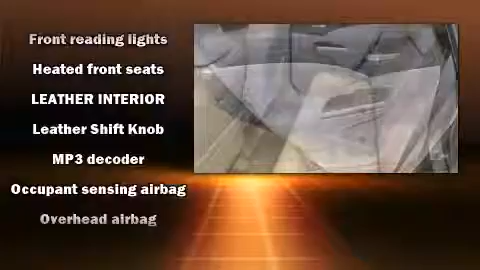 Front reading lights
Heated front seats
LEATHER INTERIOR
Leather Shift Knob
MP3 decoder
Occupant sensing airbag
Overhead airbag